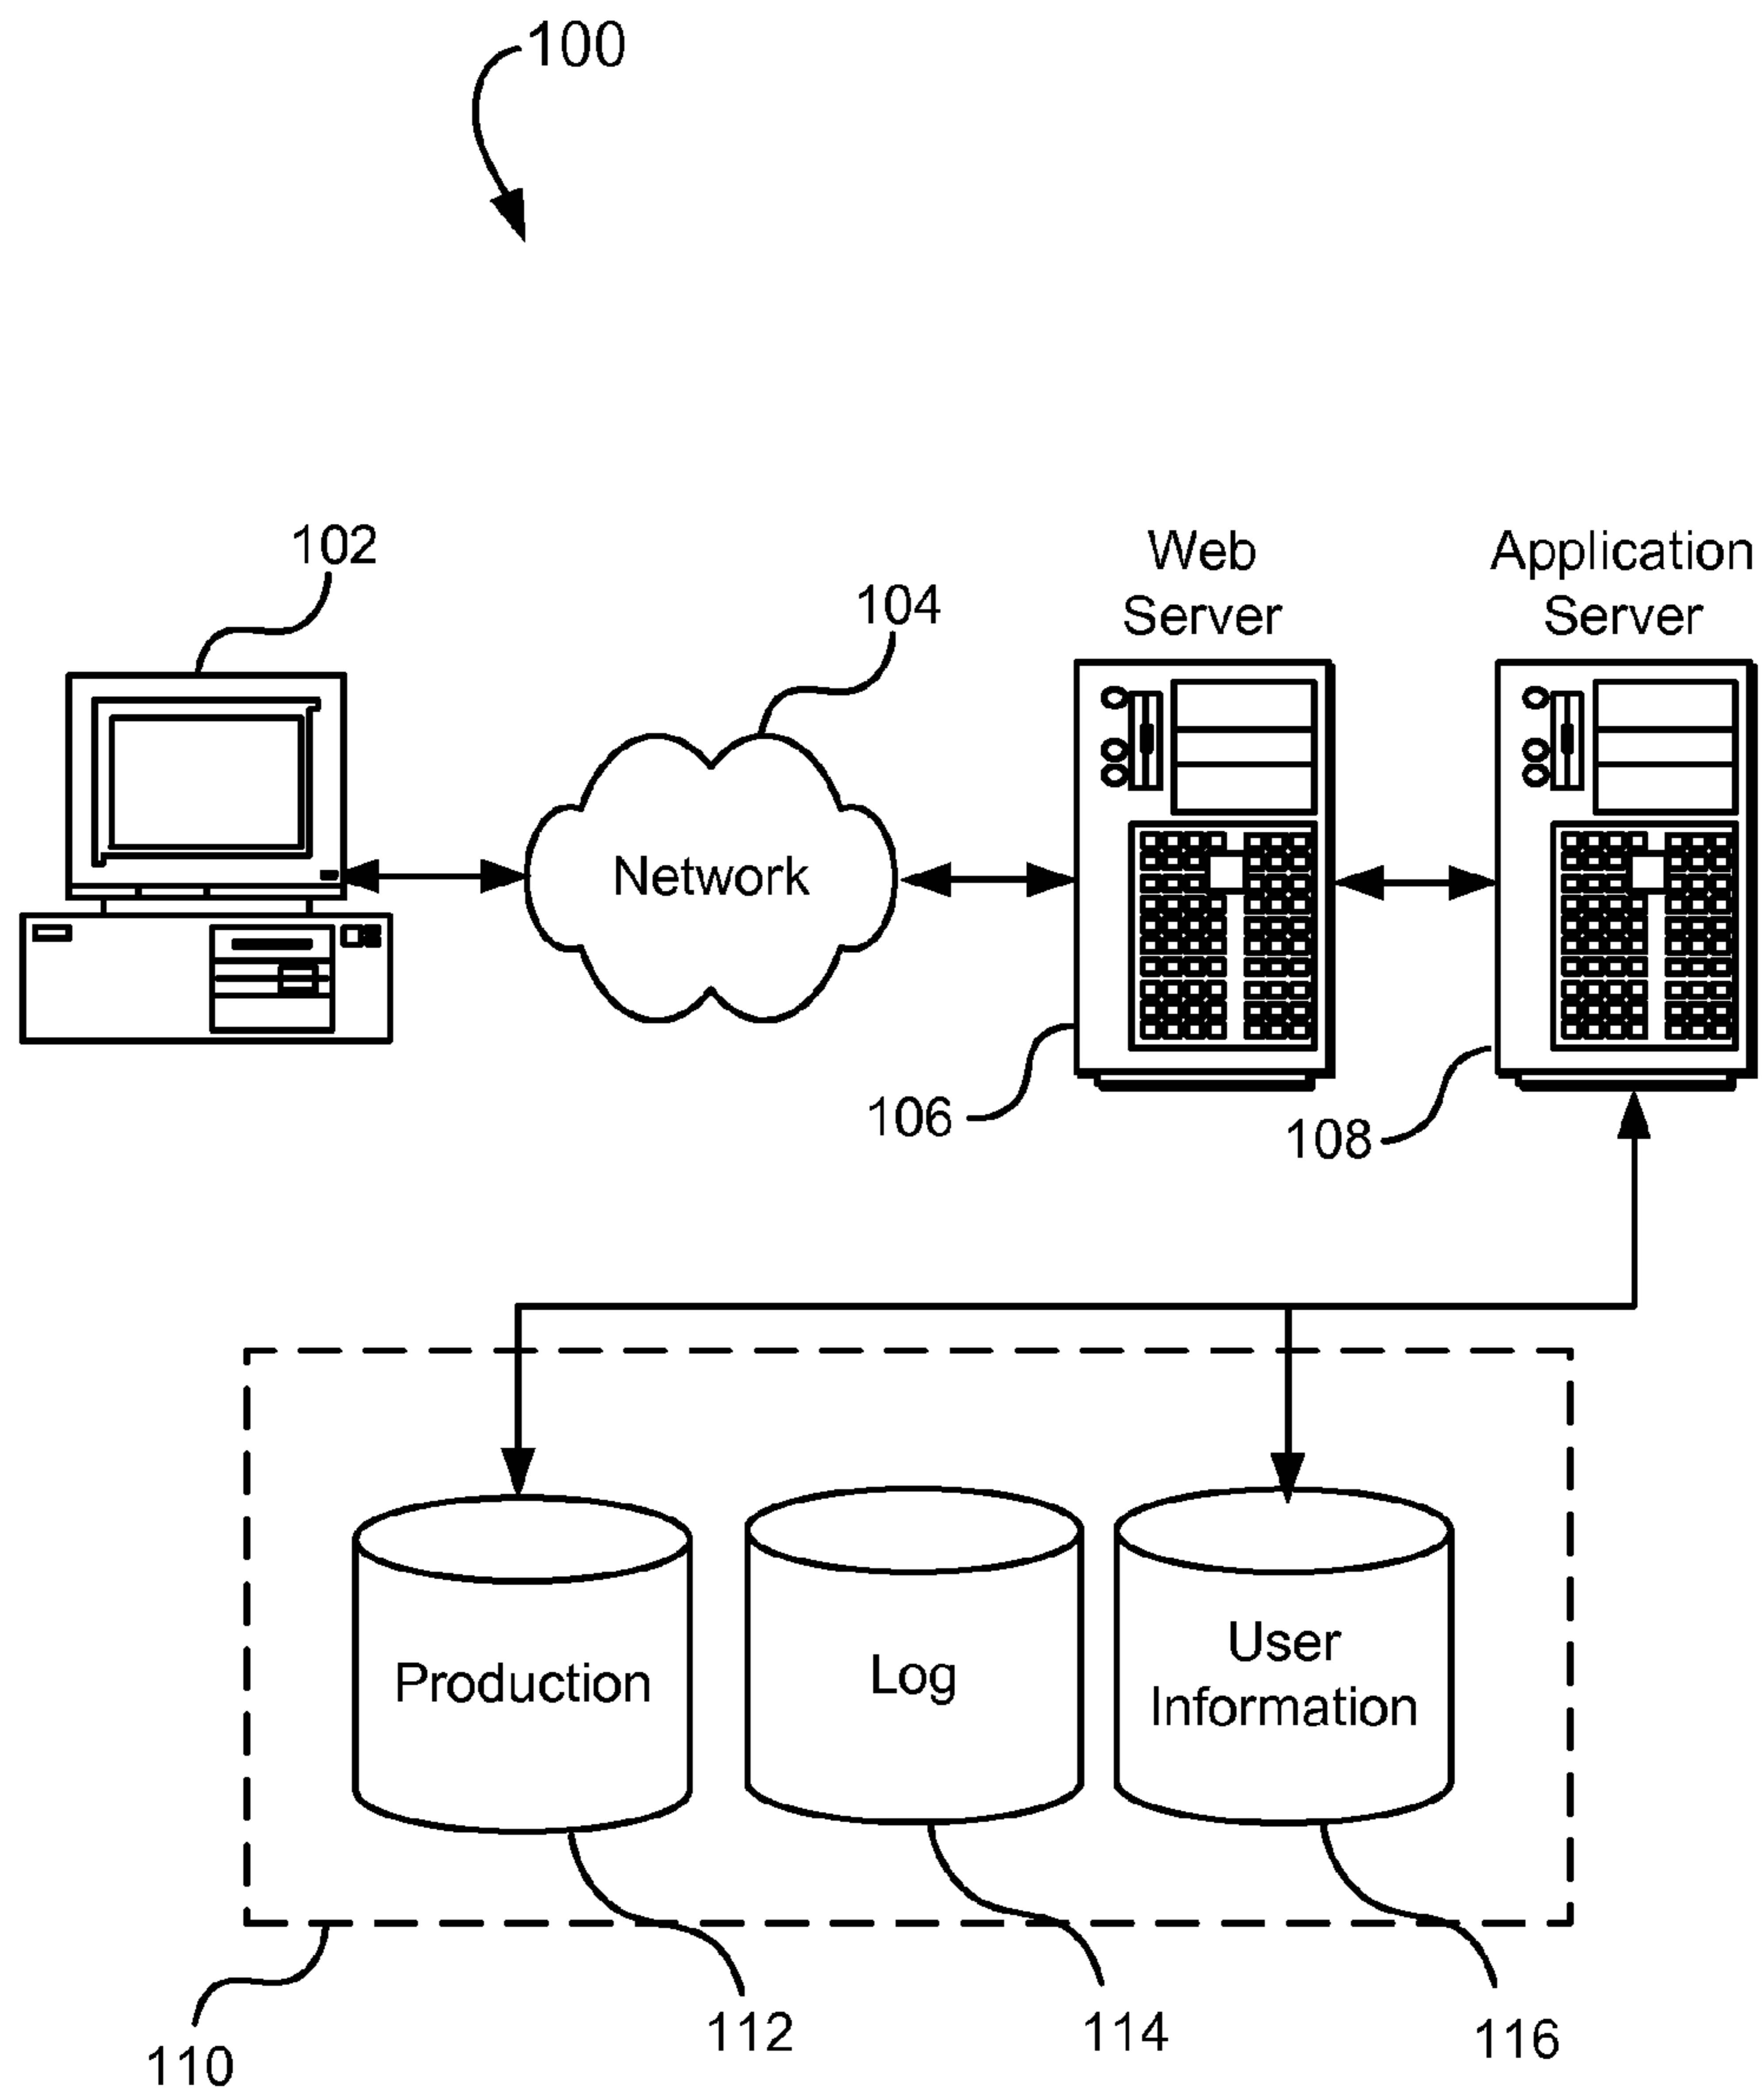 100
102
104
Web
Server
Application
Server
Network
106
108
Production
Log
User
Information
110
112
114
116